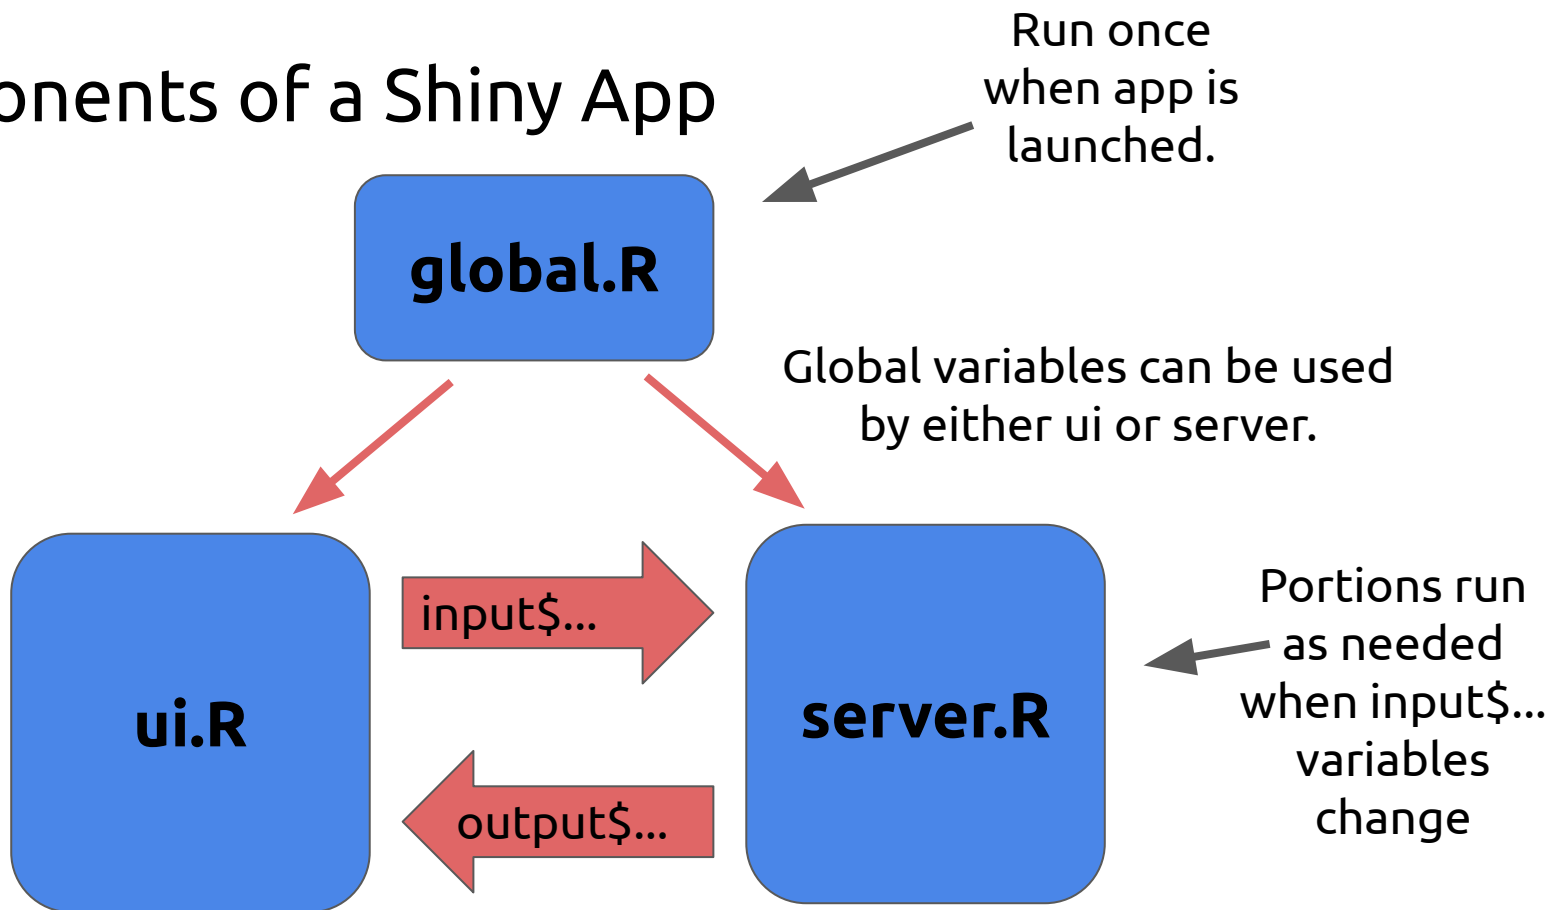 onents of a Shiny App
Run once
when app is
launched.
global.R
Global variables can be used
by either ui or server.
ui.R
input$...
output$...
server.R
Portions run
as needed
when input$...
variables
change